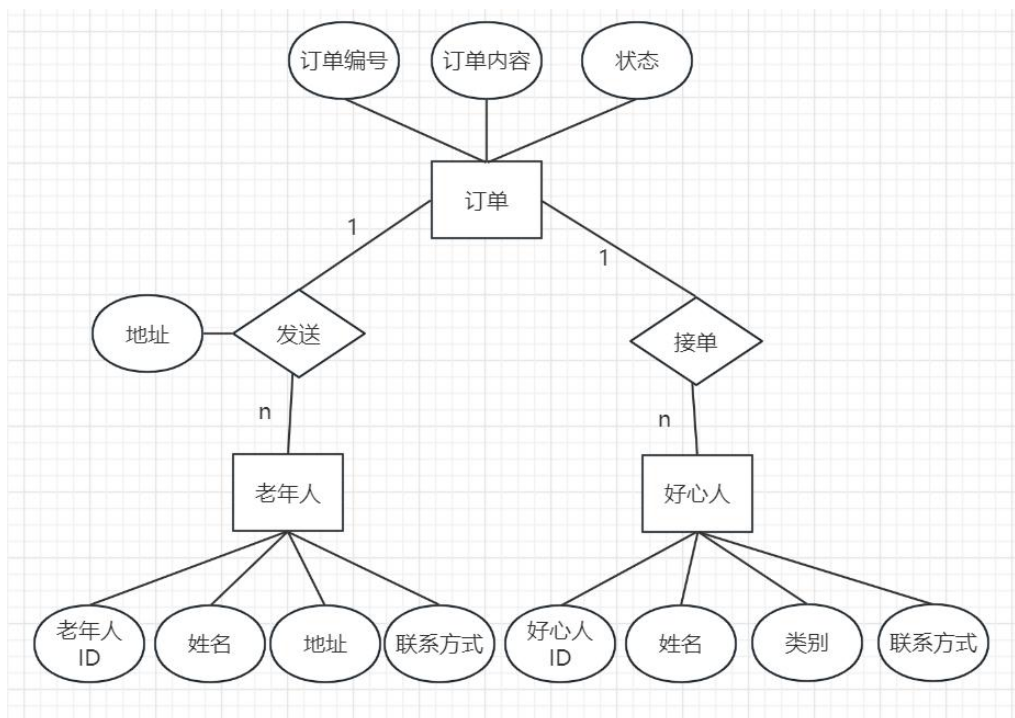 订单编号
订单内容
状态
订单
1
1
地址
发送
接单
n
n
老年人
好心人
老年人
ID
姓名
地址
联系方式
好心人
ID
姓名
类别
联系方式